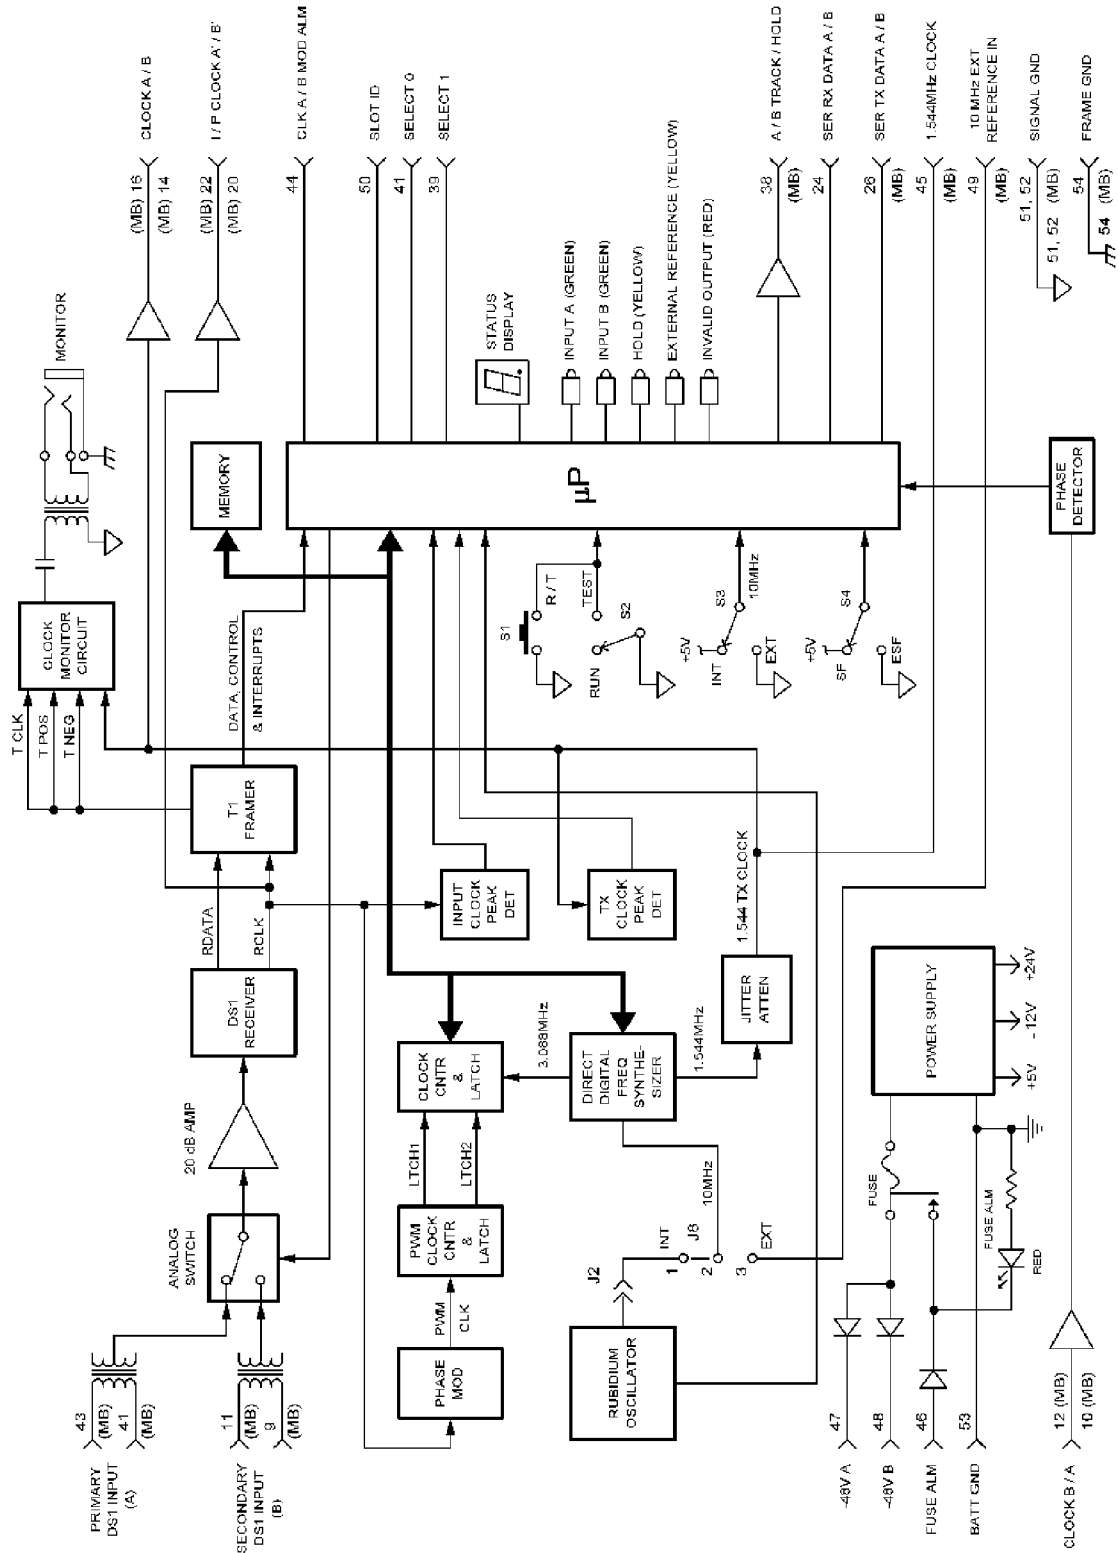 PRIMARY
DS1 INPUT
(A)
43
(MB)
41
(MB)
SECONDARY
DS1 INPUT
(B)
11
(MB)
9
(MB)
ANALOG
SWITCH
20 dB AMP
DS1
RECEIVER
RDATA
RCLK
T1
FRAMER
T CLK
T POS
T NEG
CLOCK
MONITOR
CIRCUIT
MONITOR
DATA, CONTROL
& INTERRUPTS
MEMORY
(MB) 16
(MB) 14
CLOCK A / B
(MB) 22
(MB) 20
I / P CLOCK A' / B'
44
CLK A / B MOD ALM
50
SLOT ID
41
SELECT 0
39
SELECT 1
STATUS
DISPLAY
INPUT A (GREEN)
INPUT B (GREEN)
HOLD (YELLOW)
EXTERNAL REFERENCE (YELLOW)
INVALID OUTPUT (RED)
µP
38
(MB)
A / B TRACK / HOLD
24
SER RX DATA A / B
26
(MB)
SER TX DATA A / B
45
(MB)
1.544MHz CLOCK
49
(MB)
10 MHz EXT
REFERENCE IN
51, 52
51, 52 (MB)
SIGNAL GND
54
54 (MB)
FRAME GND
PHASE MOD
PWM
CLK
PWM
CLOCK
CNTR
&
LATCH
LTCH1
LTCH2
CLOCK
CNTR
&
LATCH
3.088MHz
INPUT
CLOCK
PEAK
DET
TX
CLOCK
PEAK
DET
DIRECT
DIGITAL
FREQ
SYNTHE-
SIZER
1.544MHz
JITTER
ATTEN
1.544 TX CLOCK
10MHz
RUBIDIUM
OSCILLATOR
J2
INT
1
J6
2
3
EXT
S1
R / T
TEST
RUN
S2
+5V
INT
EXT
S3
10MHz
+5V
SF
ESF
S4
PHASE
DETECTOR
POWER SUPPLY
+5V
-12V
+24V
FUSE
FUSE ALM
RED
-48V A
47
-48V B
48
FUSE ALM
46
BATT GND
53
CLOCK B / A
12 (MB)
10 (MB)